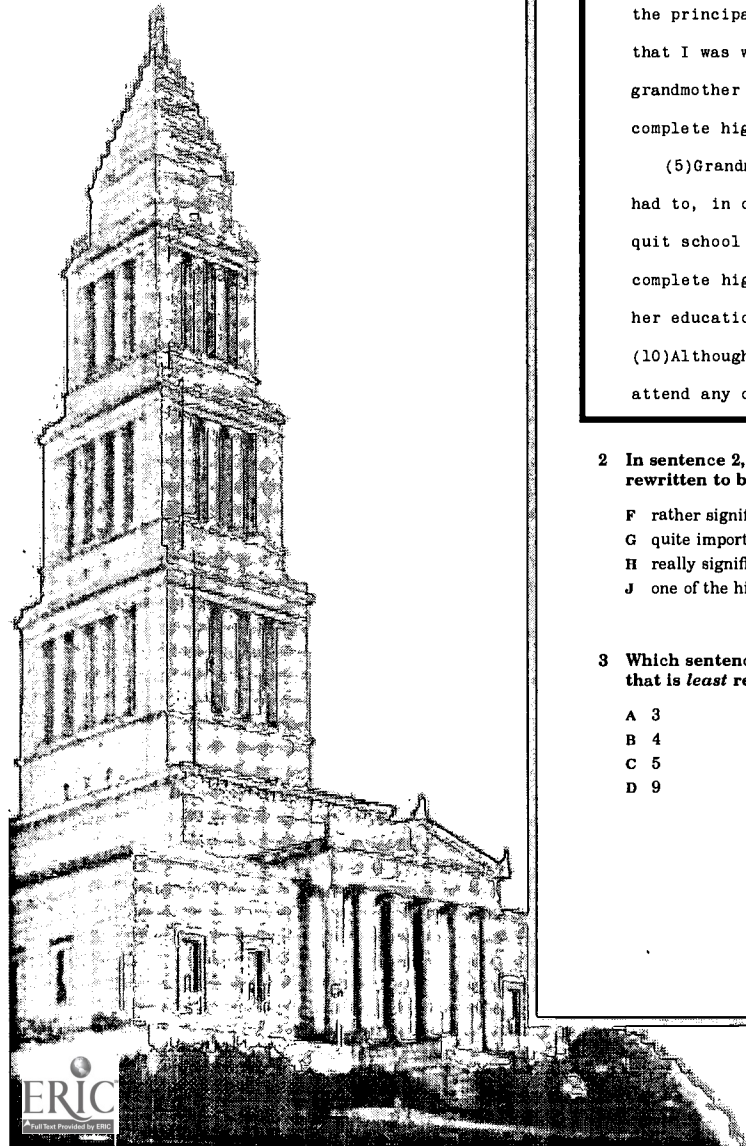 the principa
that I was w
grandmother
complete hig
(5)Grandm
had to, in o
quit school
complete hig
her educatio
(10)Although
attend any c
2 In sentence 2,
rewritten to b
F rather signif
G quite import
H really signifi
J one of the hi
3 Which sentenc
that is least re
A 3
B 4
C 5
D 9
ERIC
Full Text Provided by ERIC